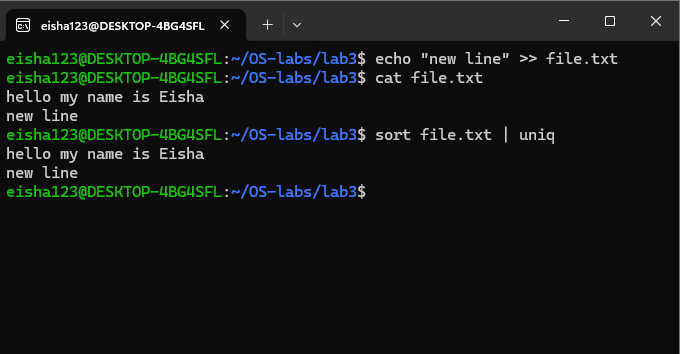 eisha123@DESKTOP-4BG4SFL
eisha123@DESKTOP-4BG4SFL:~/OS-labs/lab3$ echo "new line" >> file.txt
eisha123@DESKTOP-4BG4SFL:~/OS-labs/lab3$ cat file.txt
hello my name is Eisha
new line
eisha123@DESKTOP-4BG4SFL:~/OS-labs/lab3$ sort file.txt | uniq
hello my name is Eisha
new line
eisha123@DESKTOP-4BG4SFL:~/OS-labs/lab3$